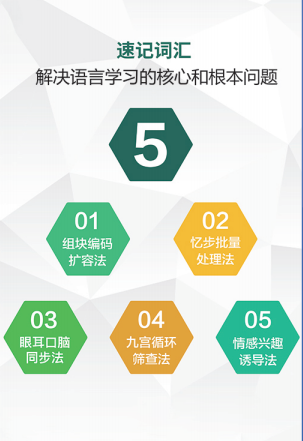 速记词汇
解决语言学习的核心和根本问题
5
01
组块编码
扩容法
02
忆步批量
处理法
03
眼耳口脑
同步法
04
九宫循环
筛查法
05
情感兴趣
诱导法